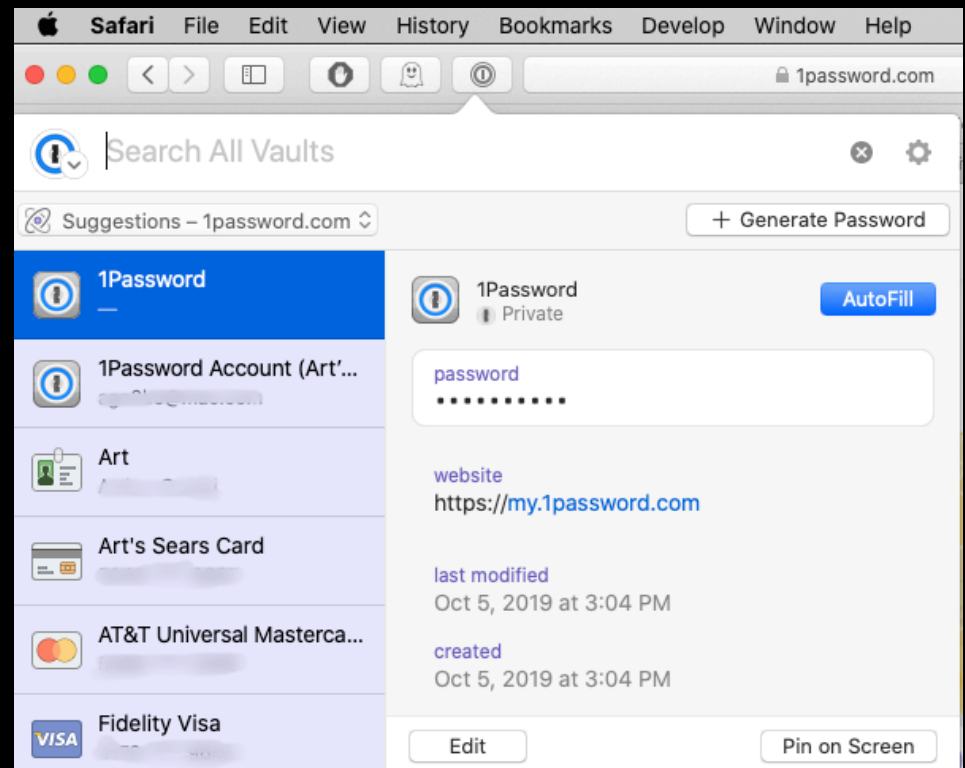 Safari File Edit View History Bookmarks Develop Window Help
1password.com
Search All Vaults
Suggestions – 1password.com
+ Generate Password
1Password
—
1Password Account (Art’...
Art
Art's Sears Card
AT&T Universal Masterca...
Fidelity Visa
VISA
1Password
Private
AutoFill
password
••••••••••
website
https://my.1password.com
last modified
Oct 5, 2019 at 3:04 PM
created
Oct 5, 2019 at 3:04 PM
Edit
Pin on Screen